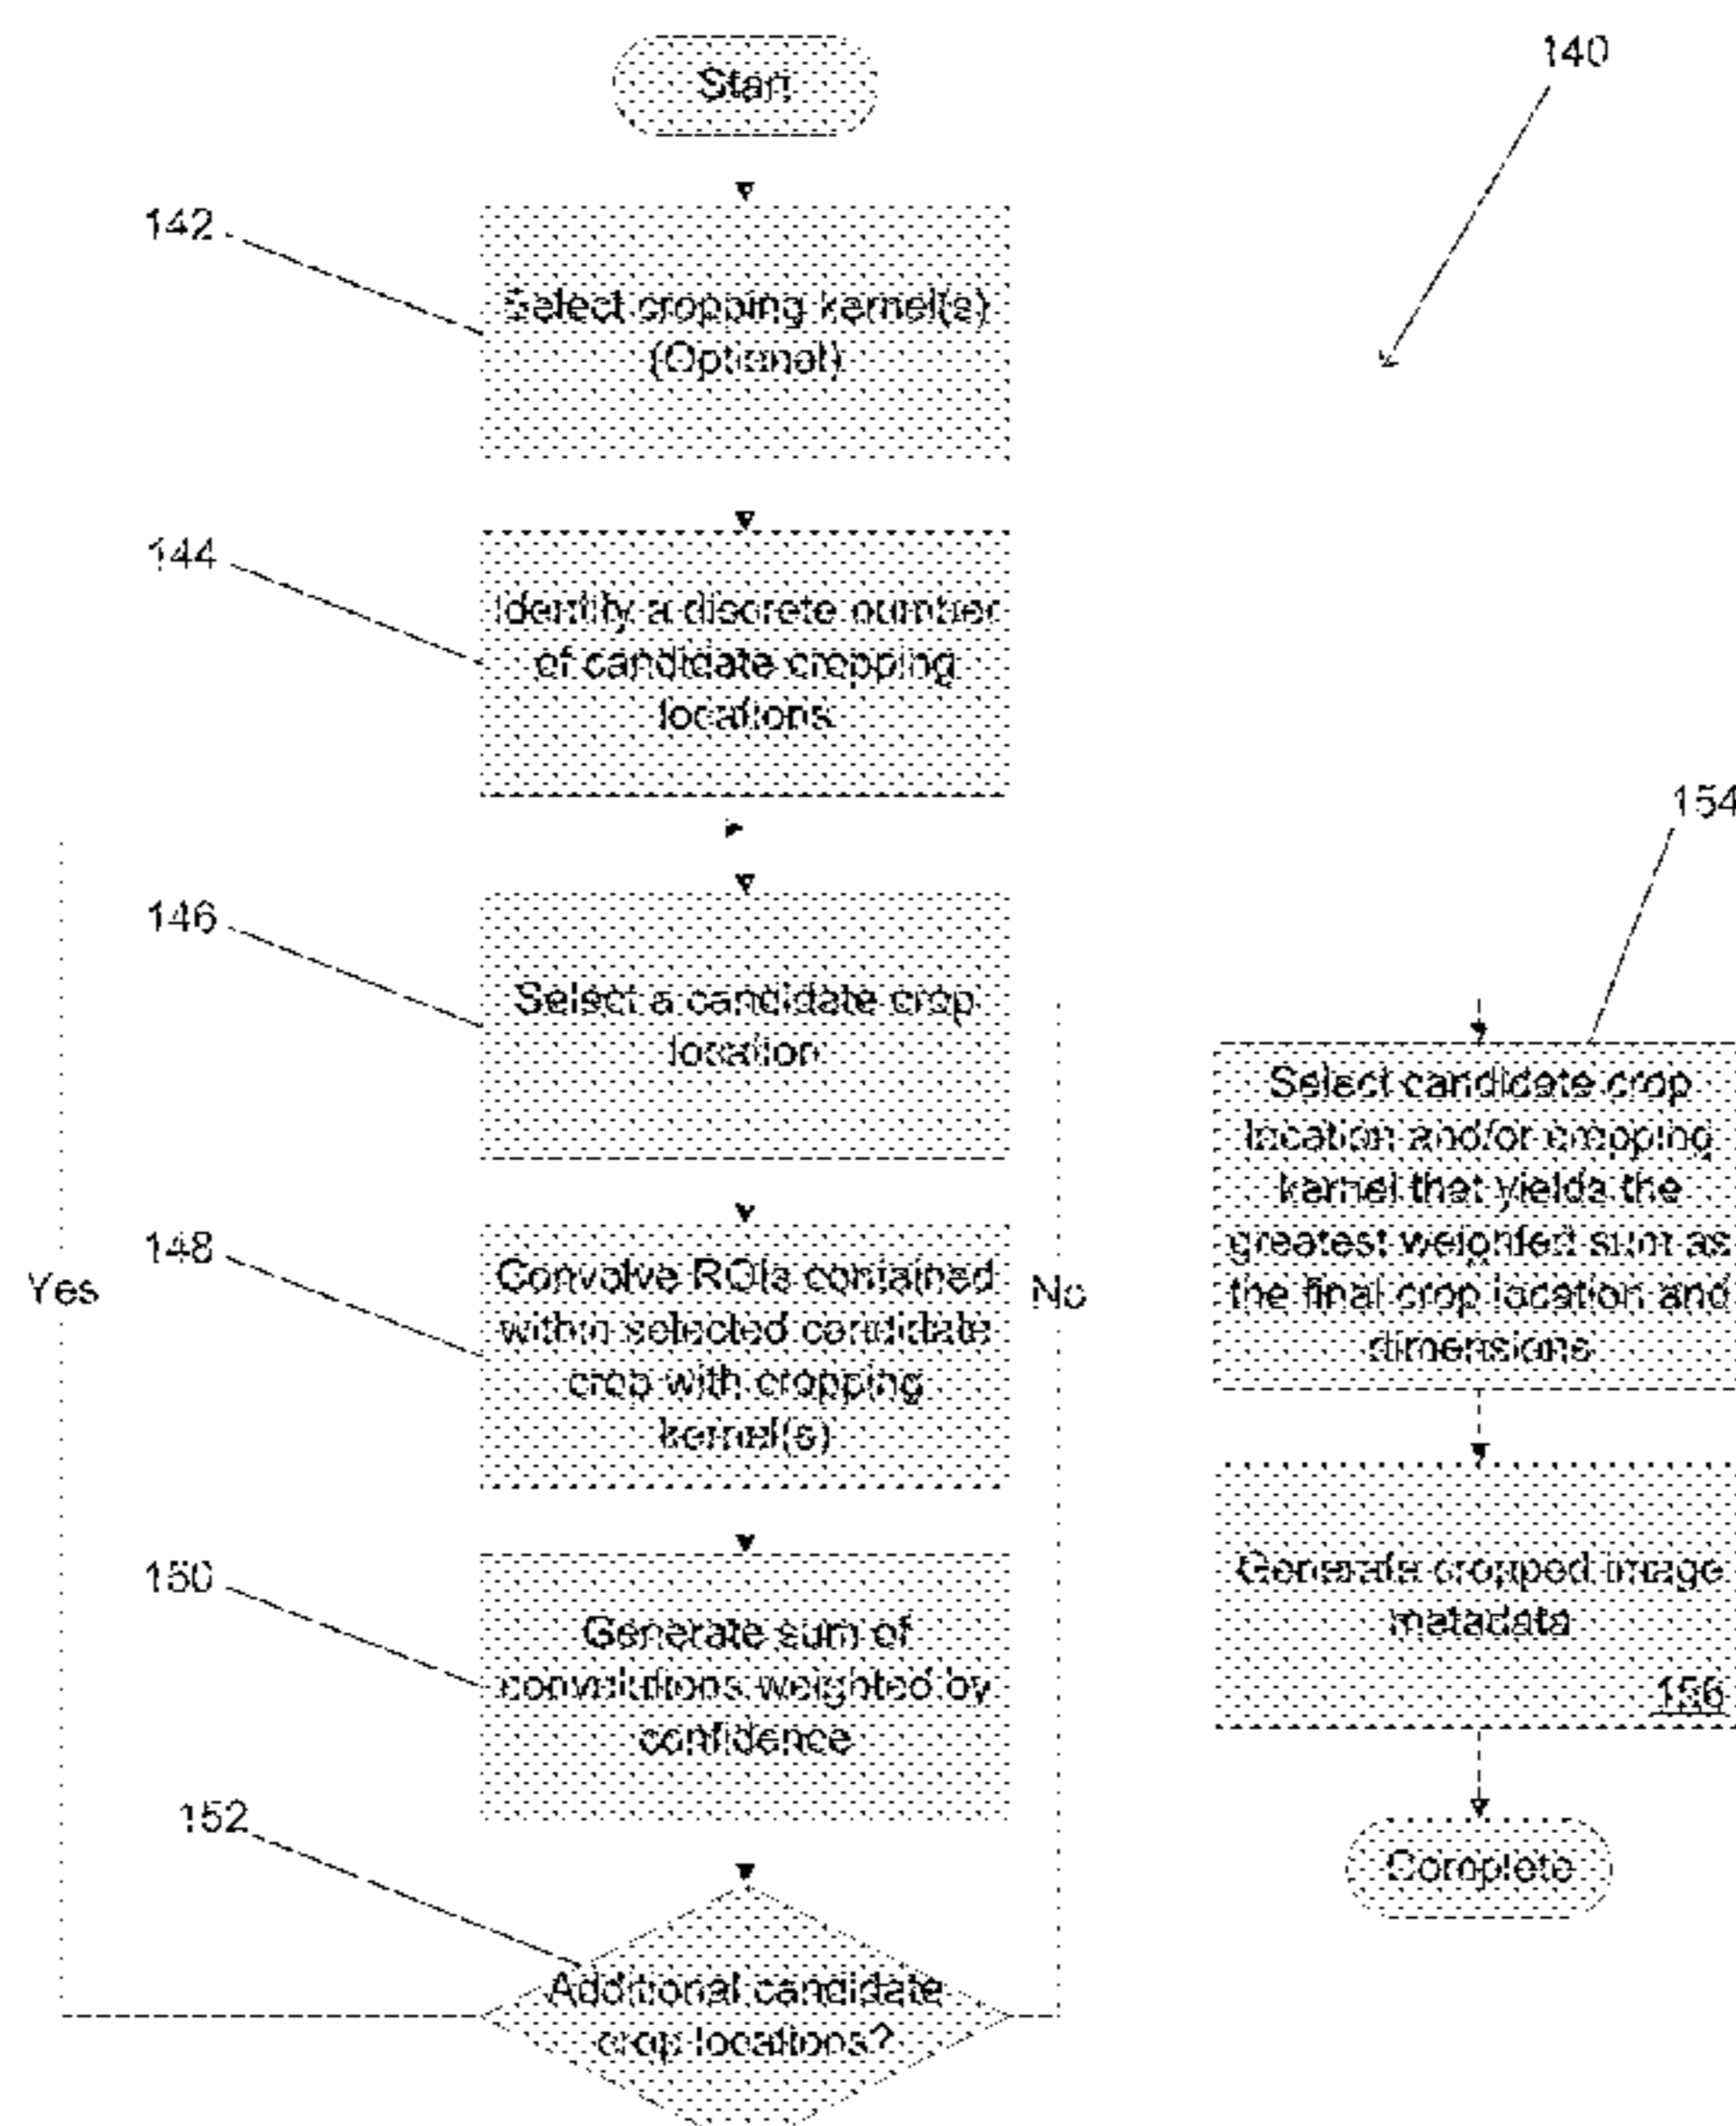 Start
140
142
Select cropping kernel(s)
(Optional)
144
Identify a discrete number
of candidate cropping
locations
146
Select a candidate crop
location
148
Convolve ROIs contained
within selected candidate
crop with cropping
kernel(s)
Yes
No
150
Generate sum of
convolutions weighted by
confidence
152
Additional candidate
crop locations?
154
Select candidate crop
location and/or cropping
kernel that yields the
greatest weighted sum as
the final crop location and
dimensions
Generate cropped image
metadata
156
Complete